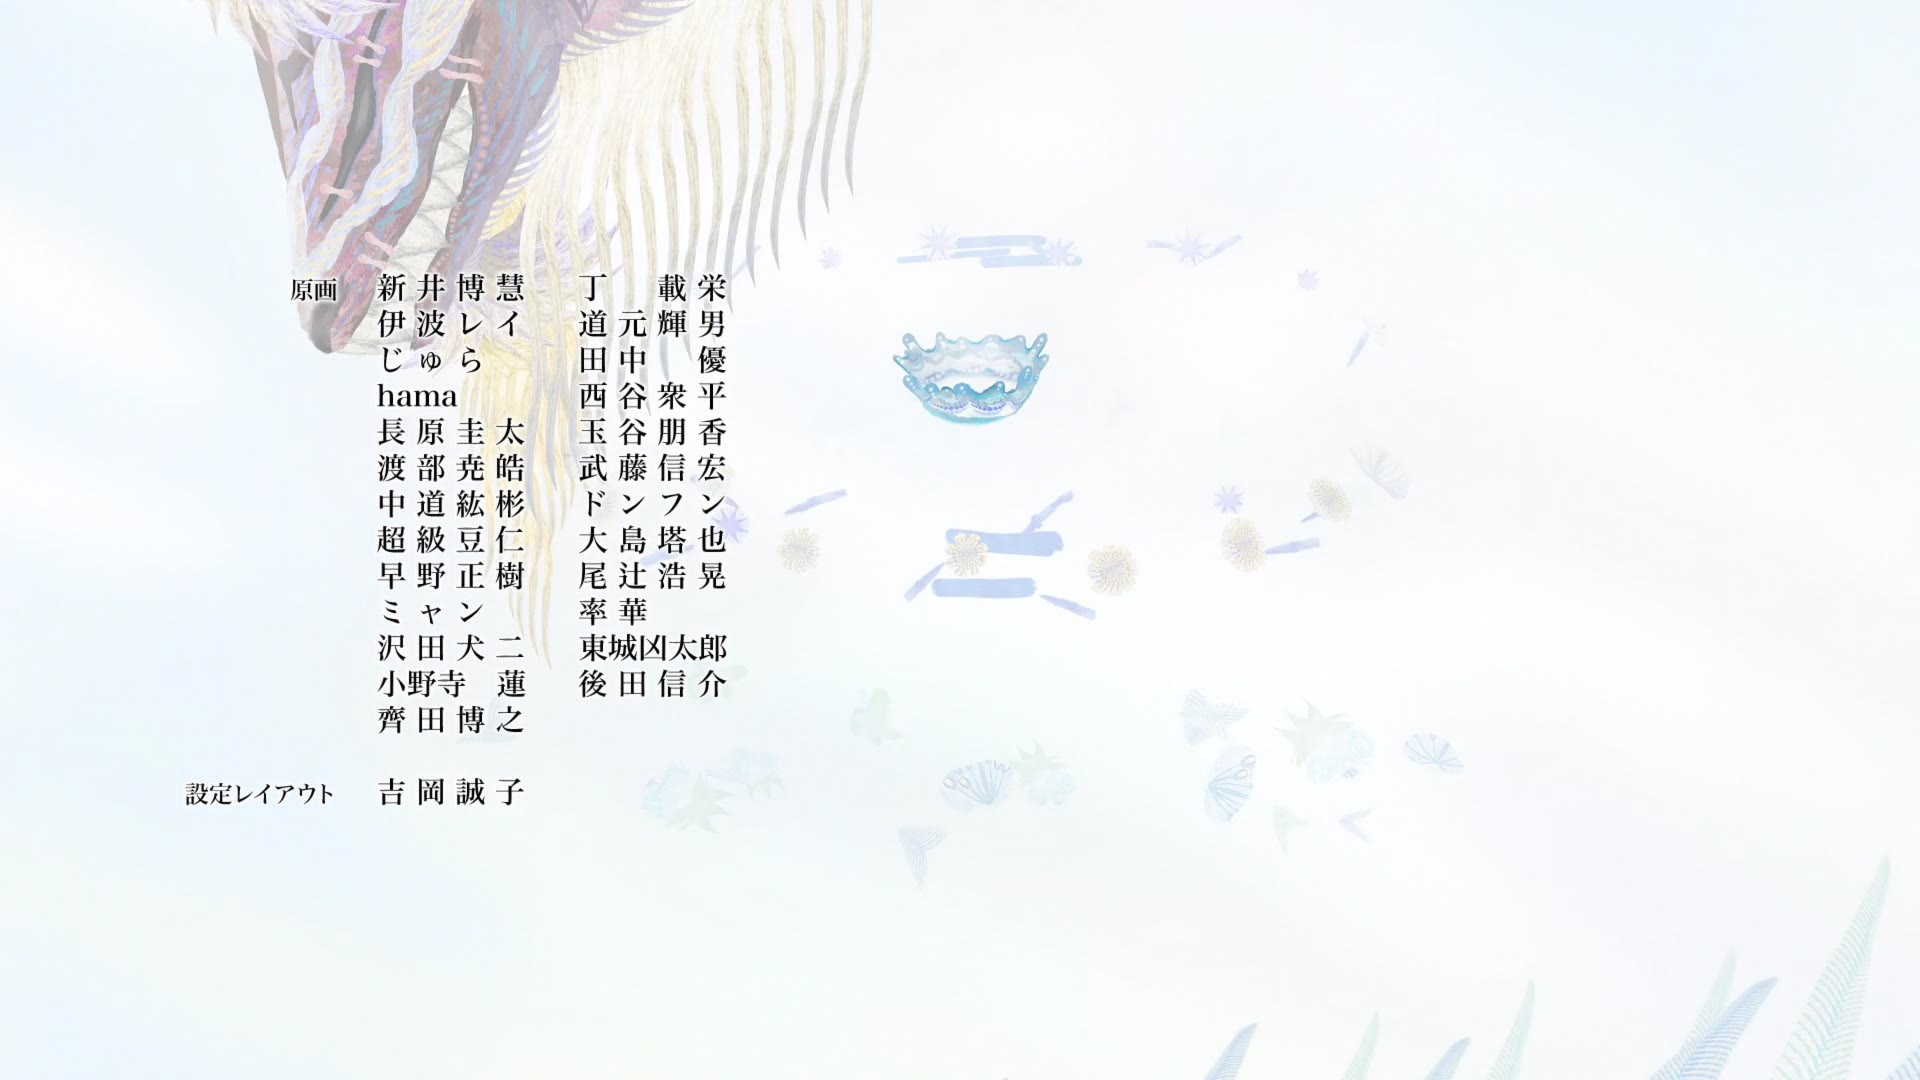 原画 新井博慧 丁 載栄
伊波レイ 道元輝男
じゅら 田中 優
hama 西谷衆平
長原圭太 玉谷朋香
渡部尭皓 武藤信宏
中道紘彬 ドンフン
超級豆仁 大島塔也
早野正樹 尾辻浩晃
ミャン 率華
沢田犬二 東城凶太郎
小野寺 蓮 後田信介
齊田博之
設定レイアウト 吉岡誠子